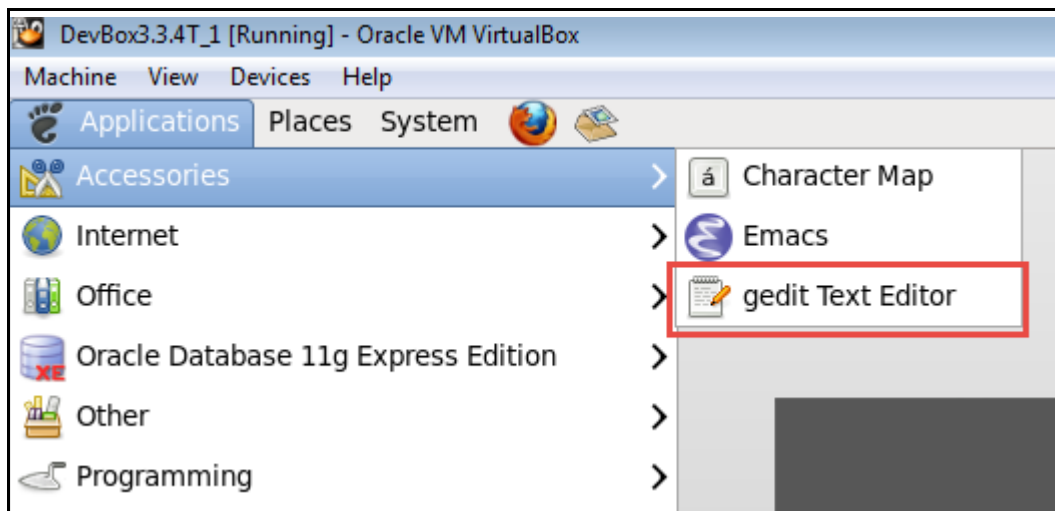 DevBox3.3.4T_1 [Running] - Oracle VM VirtualBox
Machine View Devices Help
Applications Places System
Accessories
Internet
Office
Oracle Database 11g Express Edition
XE
Other
Programming
á Character Map
Emacs
gedit Text Editor